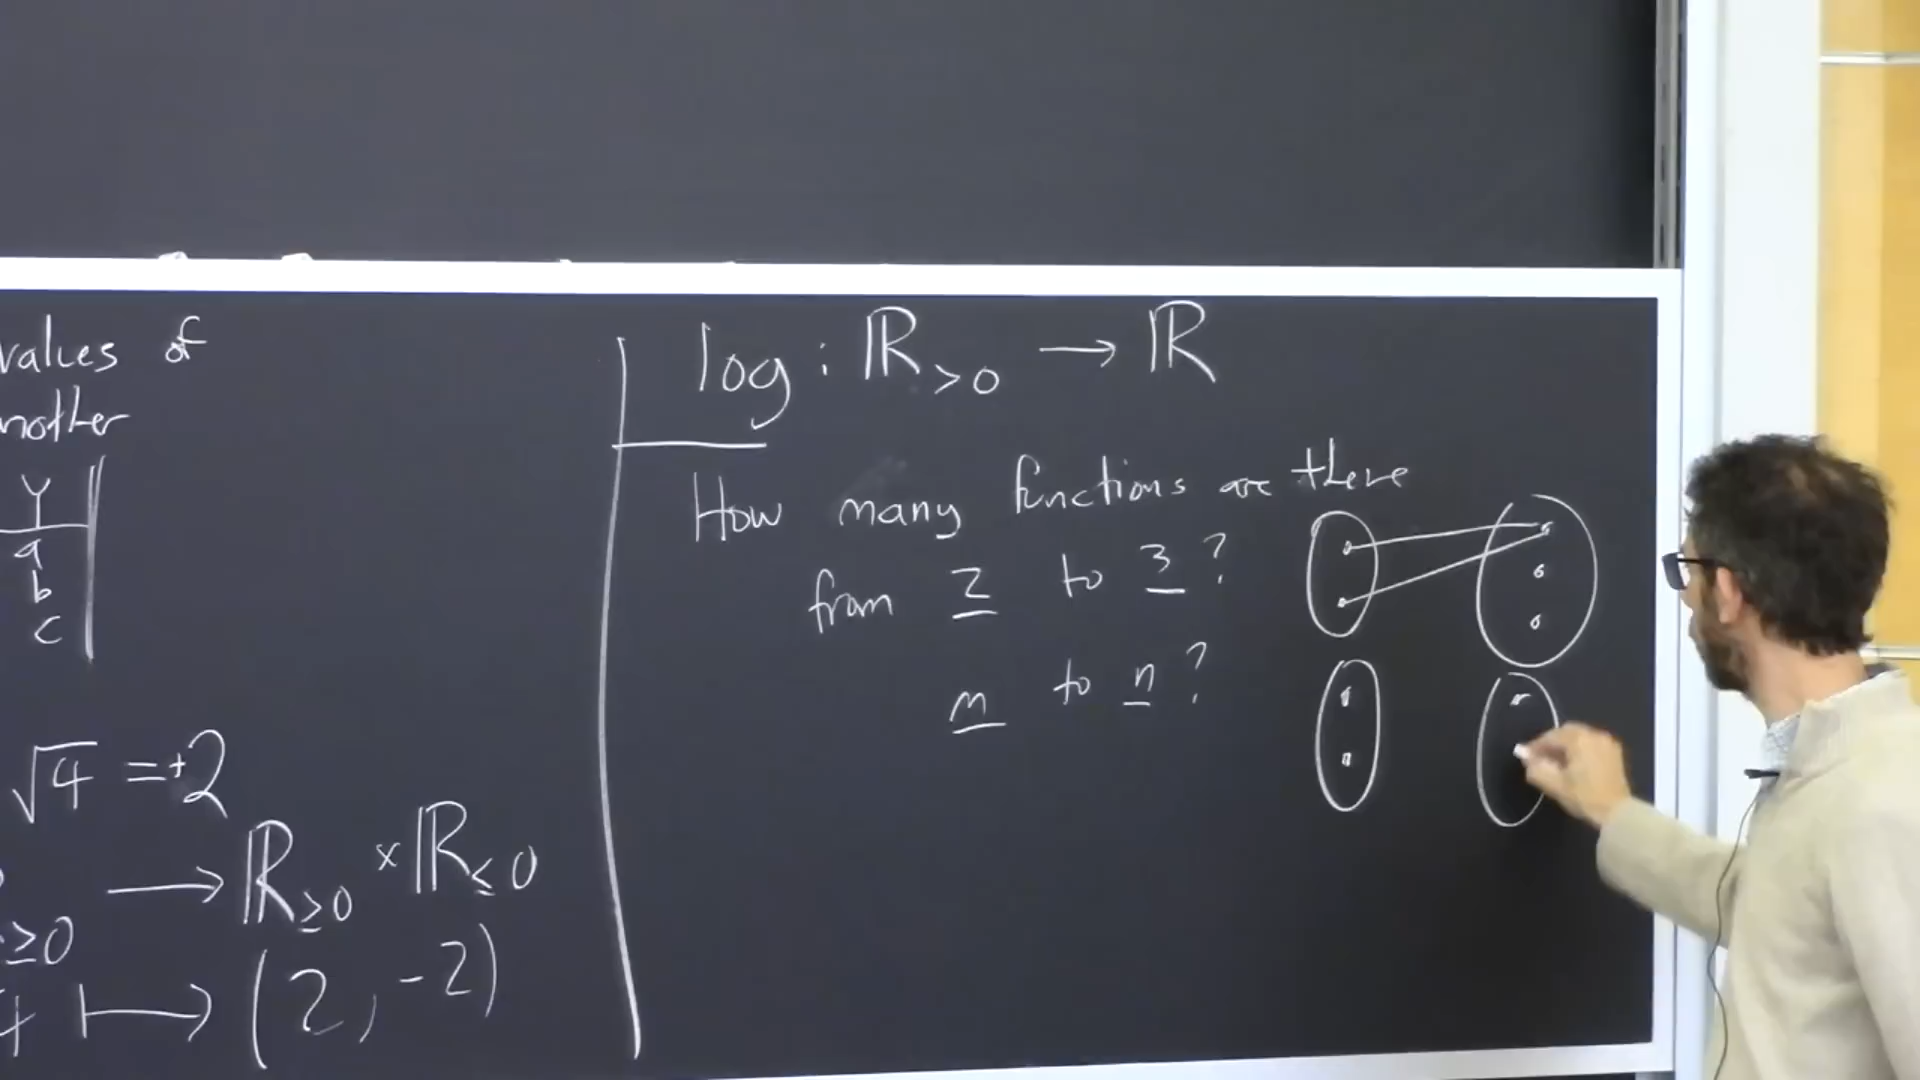 values of
nother
Y
a
b
c
√4 = +2
→ ℝ≥0 × ℝ≤0
≥0
4 ↦ (2, -2)
log : ℝ>0 → ℝ
How many functions are there
from 2 to 3 ?
m to n ?